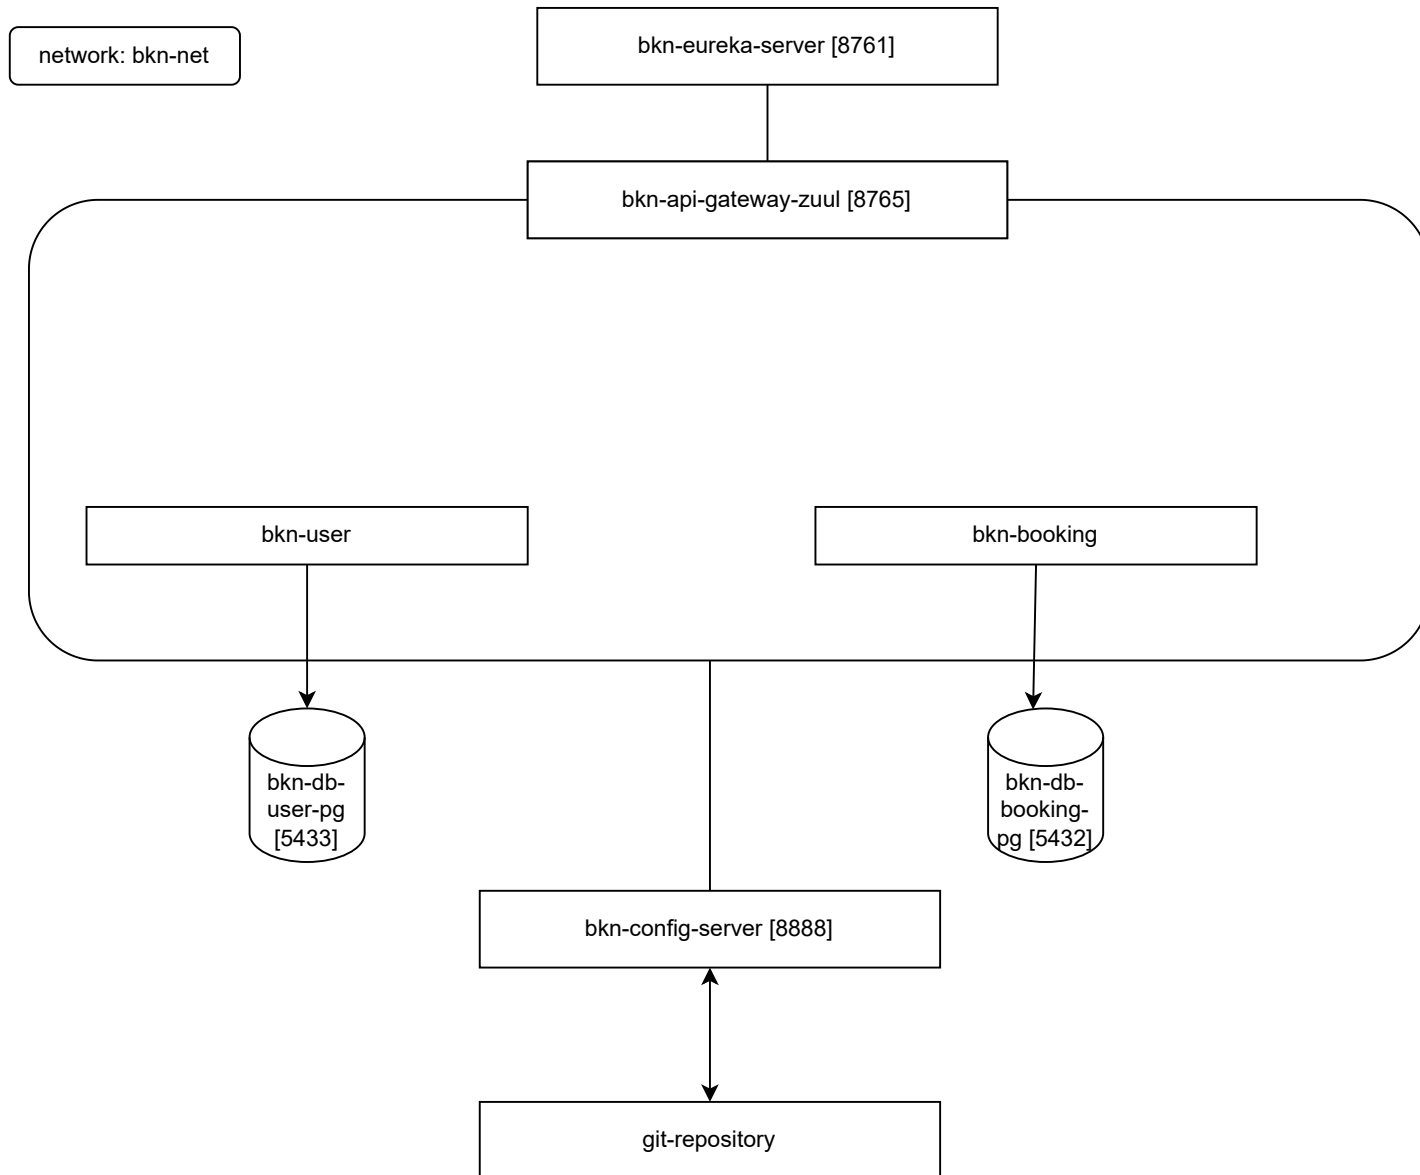 network: bkn-net
bkn-eureka-server [8761]
bkn-api-gateway-zuul [8765]
bkn-user
bkn-booking
bkn-db-
user-pg
[5433]
bkn-db-
booking-
pg [5432]
bkn-config-server [8888]
git-repository